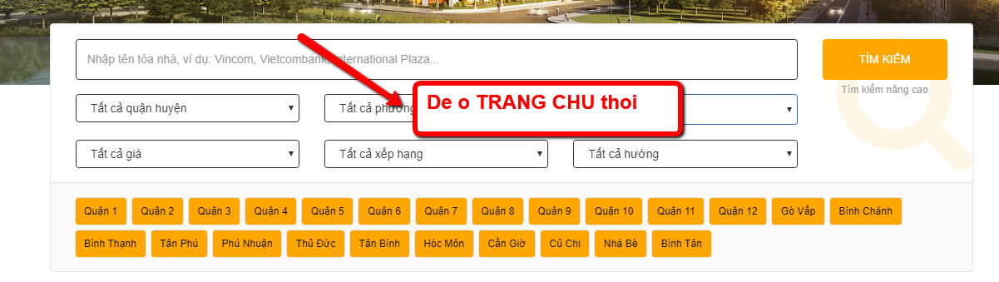 Nhập tên tòa nhà, ví dụ: Vincom, Vietcombank, International Plaza...
TÌM KIẾM
Tìm kiếm nâng cao
Tất cả quận huyện
Tất cả phường
De o TRANG CHU thoi
Tất cả giá
Tất cả xếp hạng
Tất cả hướng
Quận 1 Quận 2 Quận 3 Quận 4 Quận 5 Quận 6 Quận 7 Quận 8 Quận 9 Quận 10 Quận 11 Quận 12 Gò Vấp Bình Chánh
Bình Thạnh Tân Phú Phú Nhuận Thủ Đức Tân Bình Hóc Môn Cần Giờ Củ Chi Nhà Bè Bình Tân